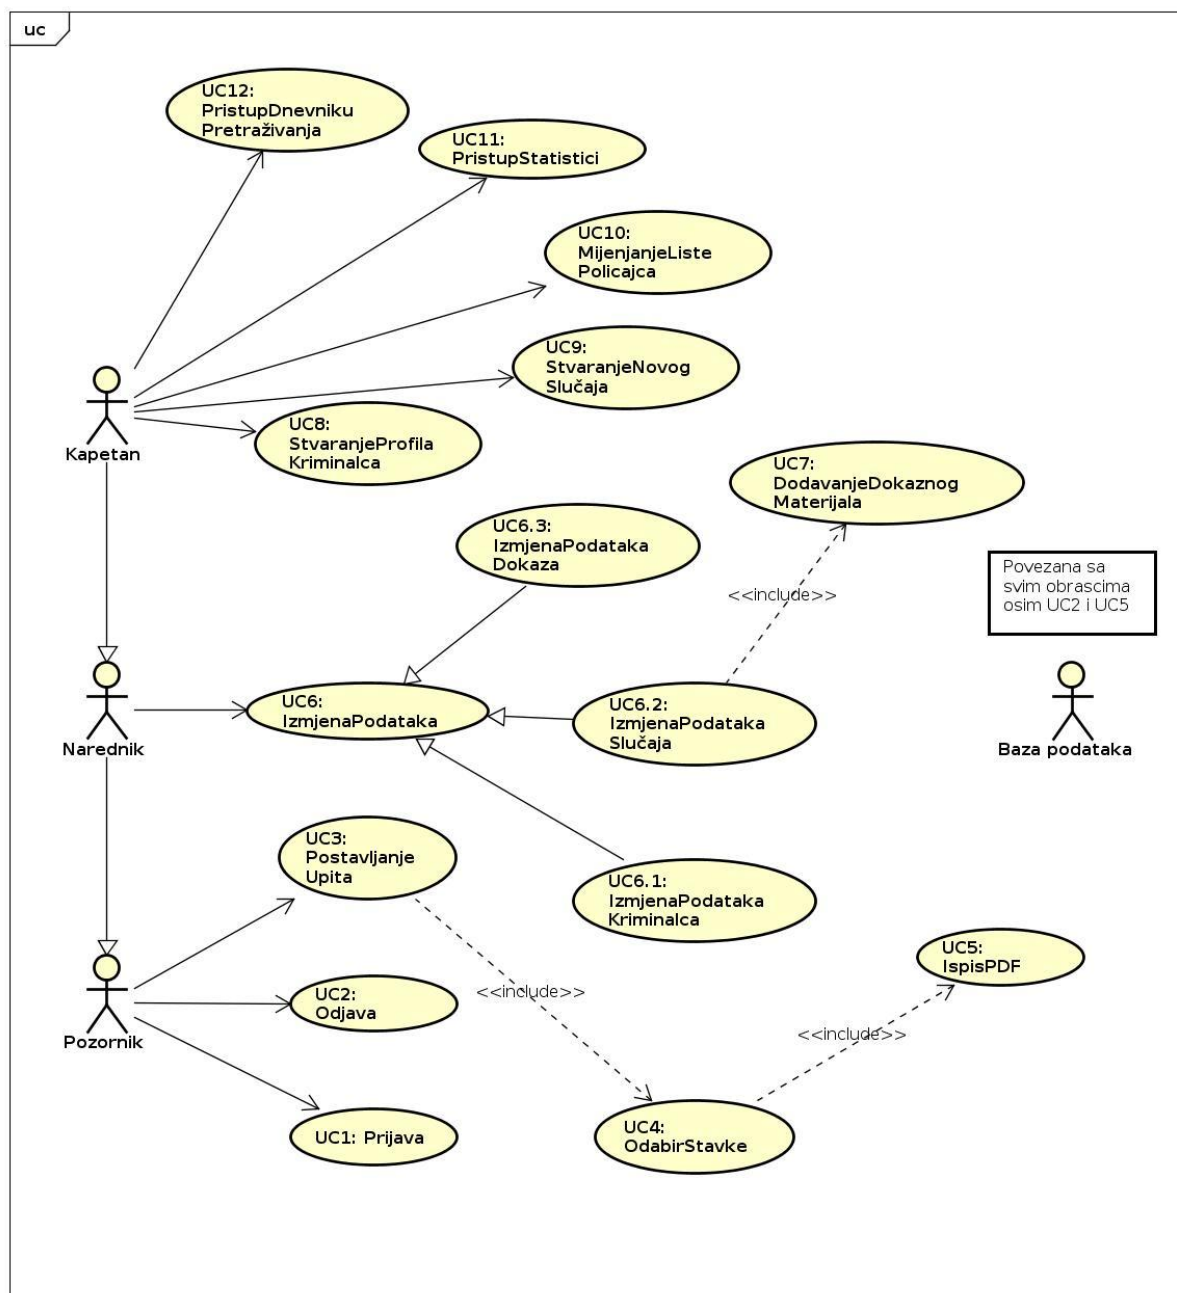 uc
UC12:
PristupDnevniku
Pretraživanja
UC11:
PristupStatistici
UC10:
MijenjanjeListe
Policajca
UC9:
StvaranjeNovog
Slučaja
UC8:
StvaranjeProfila
Kriminalca
Kapetan
UC7:
DodavanjeDokaznog
Materijala
UC6.3:
IzmjenaPodataka
Dokaza
<<include>>
Povezana sa
svim obrascima
osim UC2 i UC5
UC6:
IzmjenaPodataka
UC6.2:
IzmjenaPodataka
Slučaja
Narednik
Baza podataka
UC3:
Postavljanje
Upita
UC6.1:
IzmjenaPodataka
Kriminalca
UC5:
IspisPDF
<<include>>
UC2:
Odjava
Pozornik
<<include>>
UC1: Prijava
UC4:
OdabirStavke